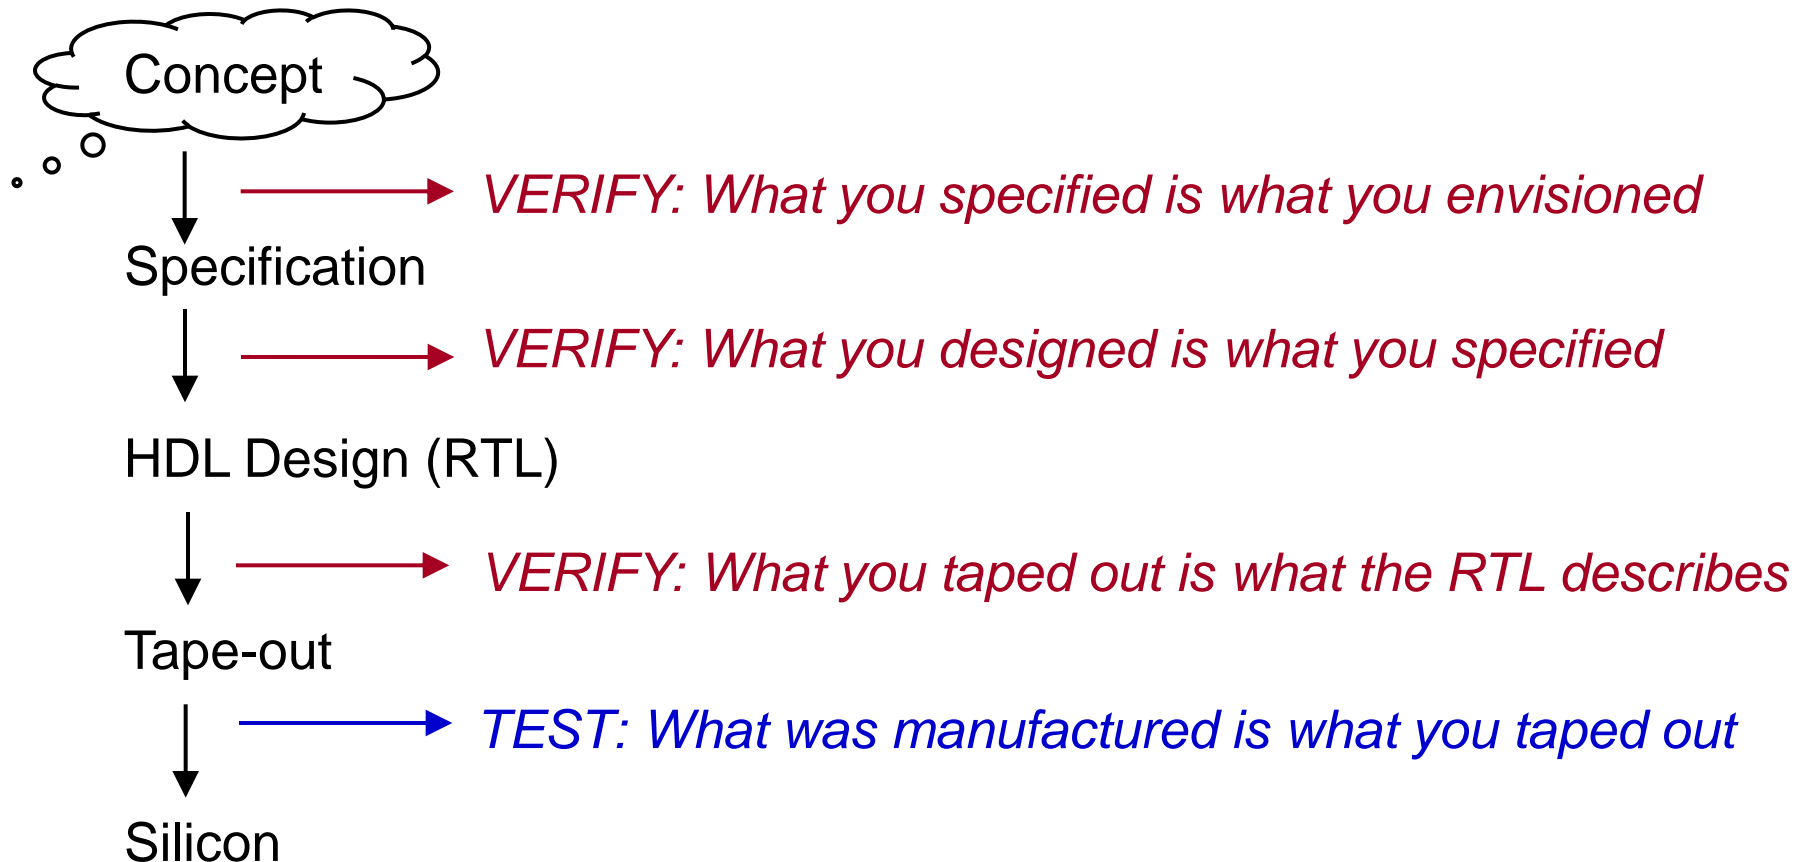 Concept
VERIFY: What you specified is what you envisioned
Specification
VERIFY: What you designed is what you specified
HDL Design (RTL)
VERIFY: What you taped out is what the RTL describes
Tape-out
TEST: What was manufactured is what you taped out
Silicon